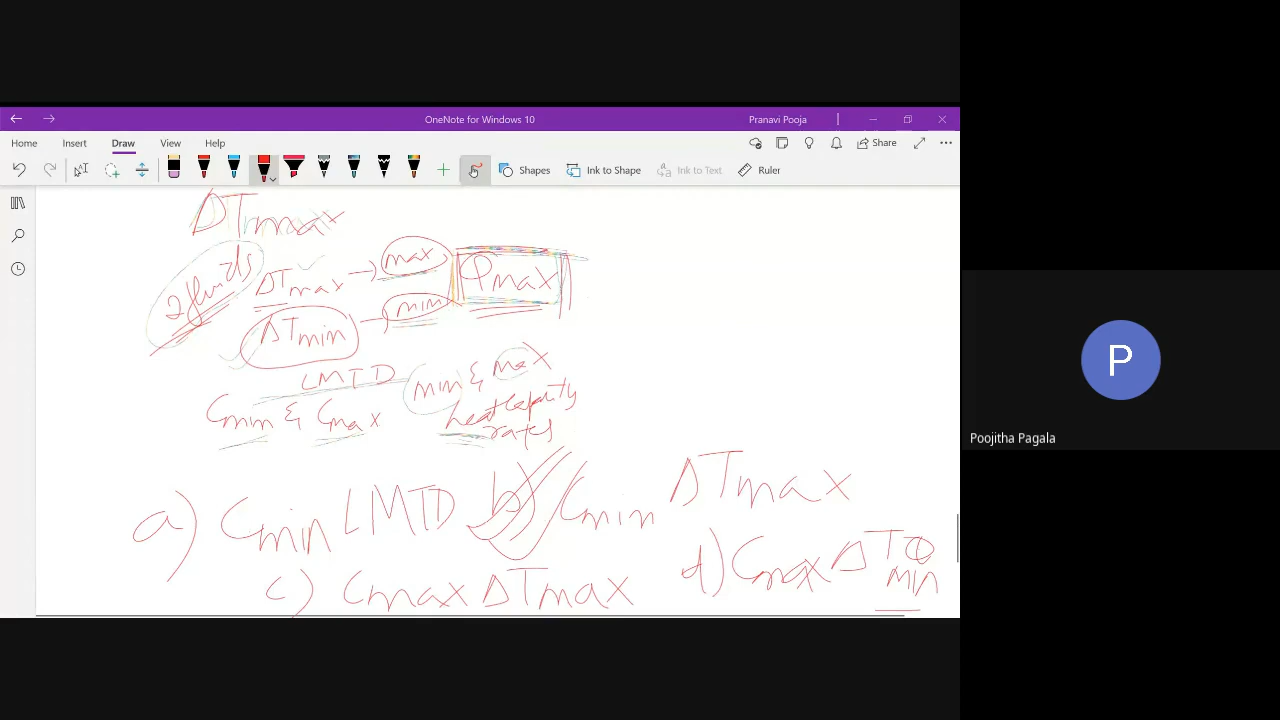 OneNote for Windows 10
Pranavi Pooja
Home Insert Draw View Help
Share
Shapes Ink to Shape Ink to Text Ruler
ΔTmax
2 fluids
ΔTmax → max
φmax
ΔTmin → min
LMTD
min & max
Cmin & Cmax
heat capacity
rates
a) Cmin LMTD b) Cmin ΔTmax
c) Cmax ΔTmax d) Cmax ΔT
min
P
Poojitha Pagala